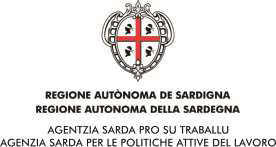 REGIONE AUTÒNOMA DE SARDIGNA
REGIONE AUTONOMA DELLA SARDEGNA
AGENTZIA SARDA PRO SU TRABALLU
AGENZIA SARDA PER LE POLITICHE ATTIVE DEL LAVORO